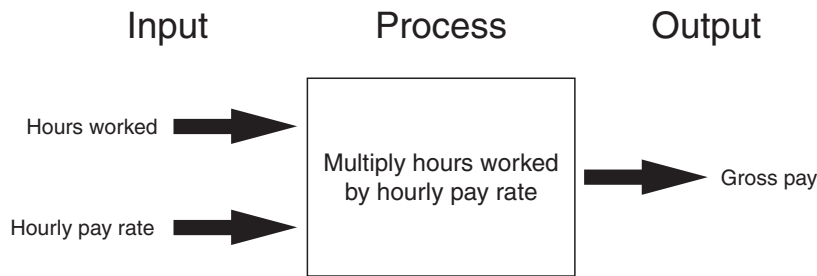 Input Process Output
Hours worked
Multiply hours worked
by hourly pay rate
Gross pay
Hourly pay rate